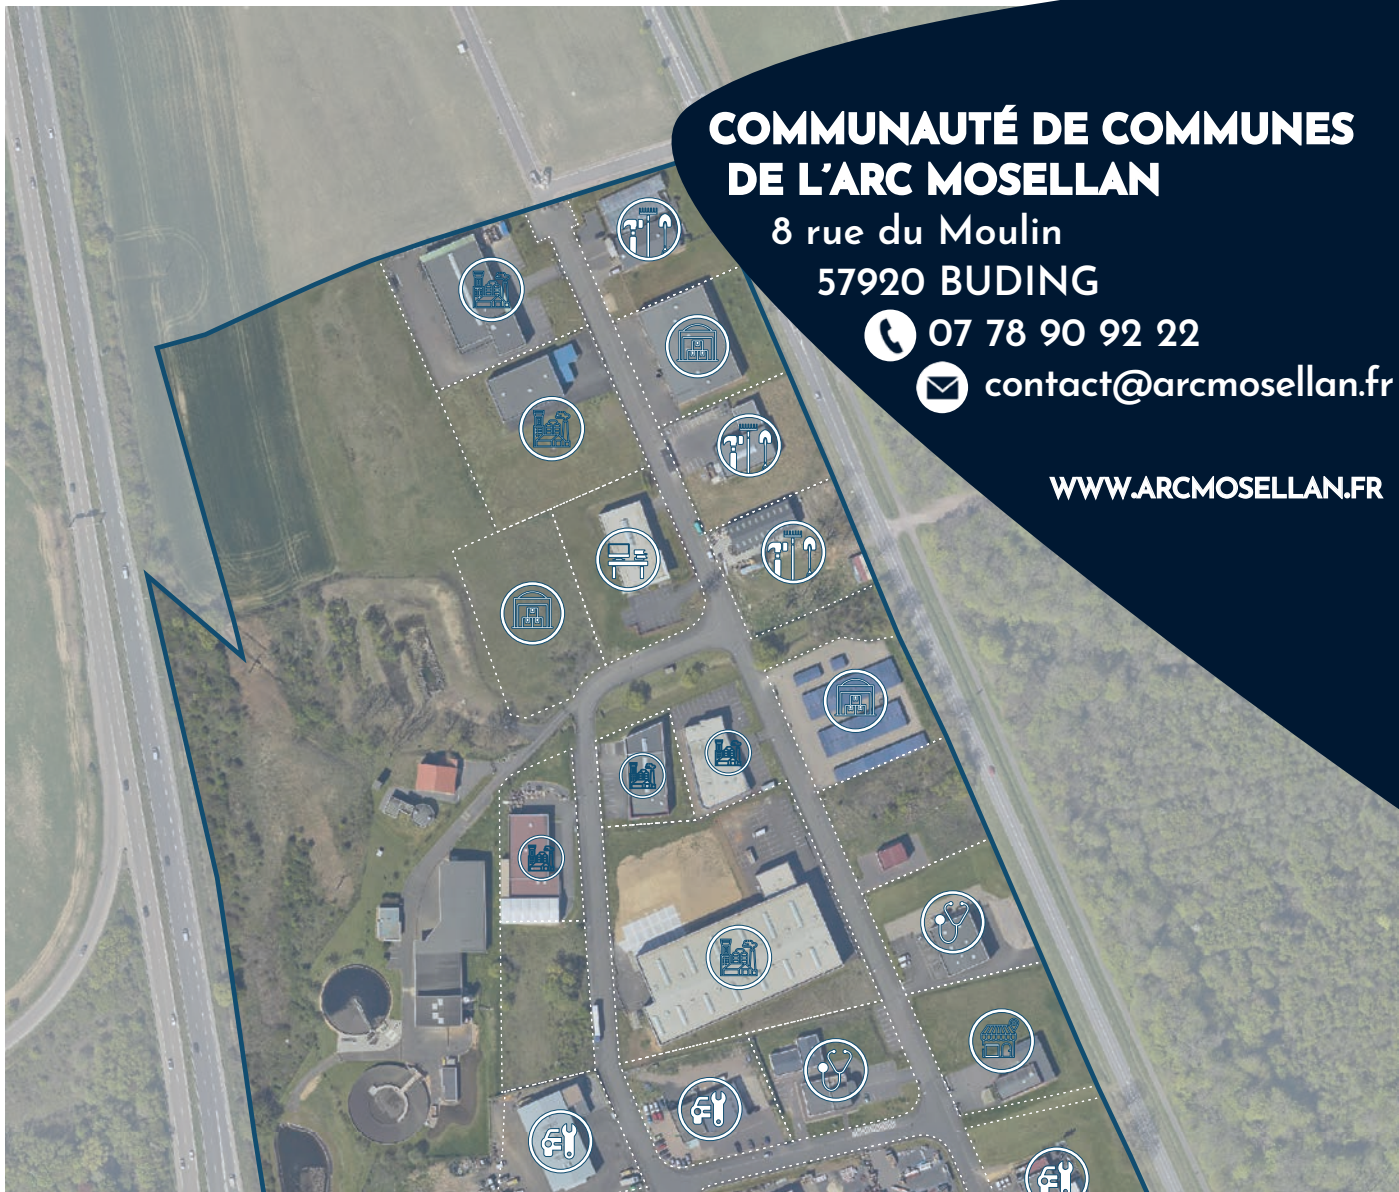 COMMUNAUTÉ DE COMMUNES
DE L'ARC MOSELLAN
8 rue du Moulin
57920 BUDING
07 78 90 92 22
contact@arcmosellan.fr
WWW.ARCMOSELLAN.FR